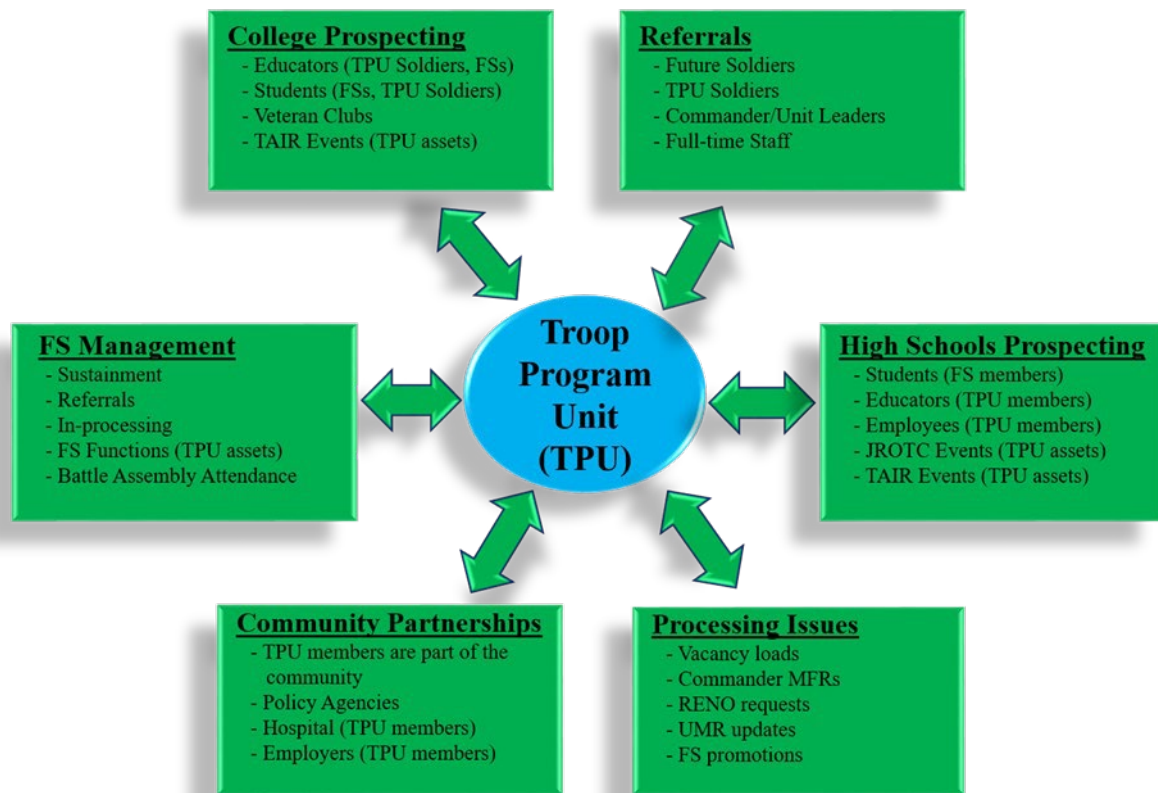 College Prospecting
- Educators (TPU Soldiers, FSs)
- Students (FSs, TPU Soldiers)
- Veteran Clubs
- TAIR Events (TPU assets)
Referrals
- Future Soldiers
- TPU Soldiers
- Commander/Unit Leaders
- Full-time Staff
FS Management
- Sustainment
- Referrals
- In-processing
- FS Functions (TPU assets)
- Battle Assembly Attendance
Troop
Program
Unit
(TPU)
High Schools Prospecting
- Students (FS members)
- Educators (TPU members)
- Employees (TPU members)
- JROTC Events (TPU assets)
- TAIR Events (TPU assets)
Community Partnerships
- TPU members are part of the
community
- Policy Agencies
- Hospital (TPU members)
- Employers (TPU members)
Processing Issues
- Vacancy loads
- Commander MFRs
- RENO requests
- UMR updates
- FS promotions